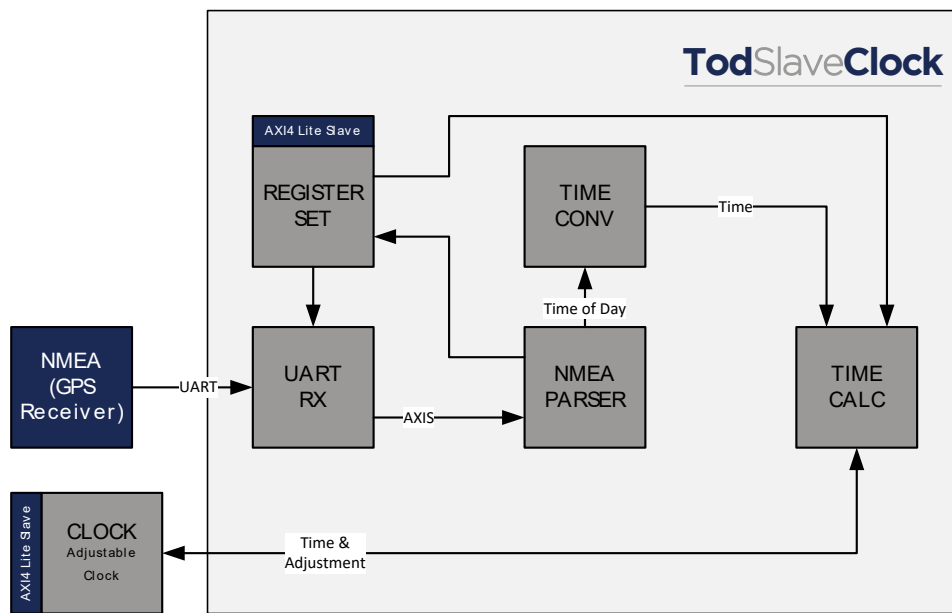 TodSlaveClock
AXI4 Lite Slave
REGISTER
SET
TIME
CONV
Time
Time of Day
NMEA
(GPS
Receiver)
UART
UART
RX
AXIS
NMEA
PARSER
TIME
CALC
AXI4 Lite Slave
CLOCK
Adjustable
Clock
Time &
Adjustment